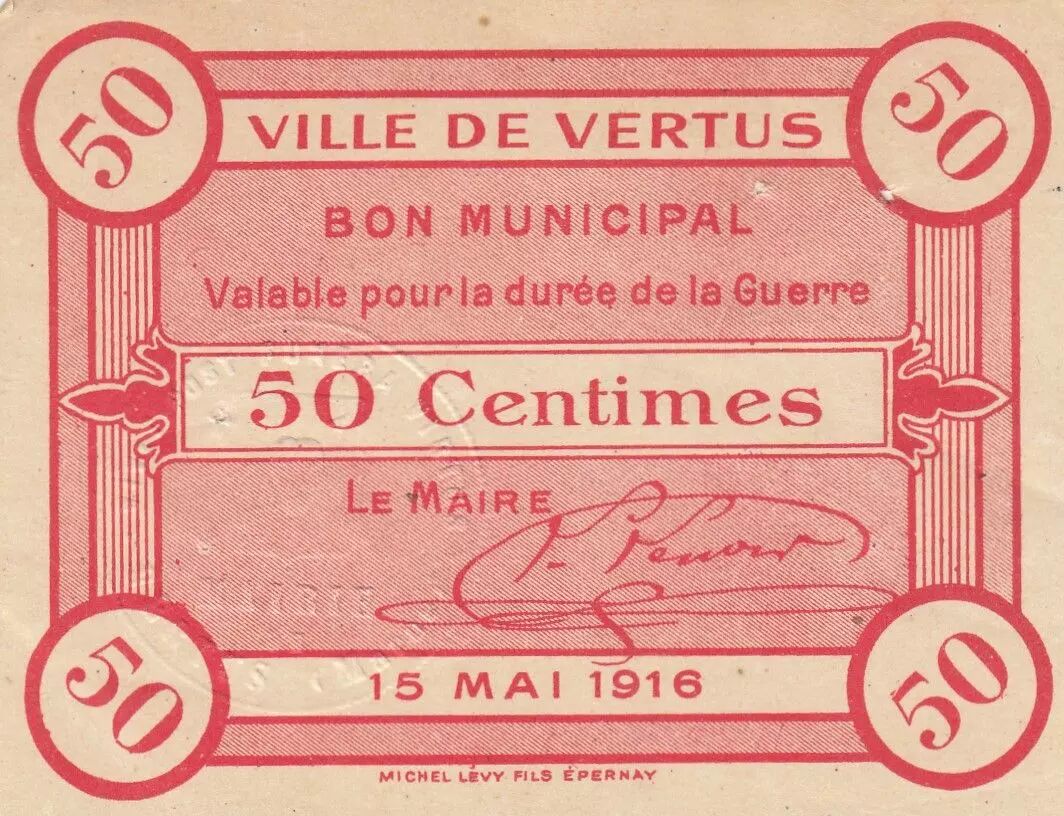 50
50
VILLE DE VERTUS
BON MUNICIPAL
Valable pour la durée de la Guerre
50 Centimes
LE MAIRE
15 MAI 1916
50
50
MICHEL LÉVY FILS ÉPERNAY